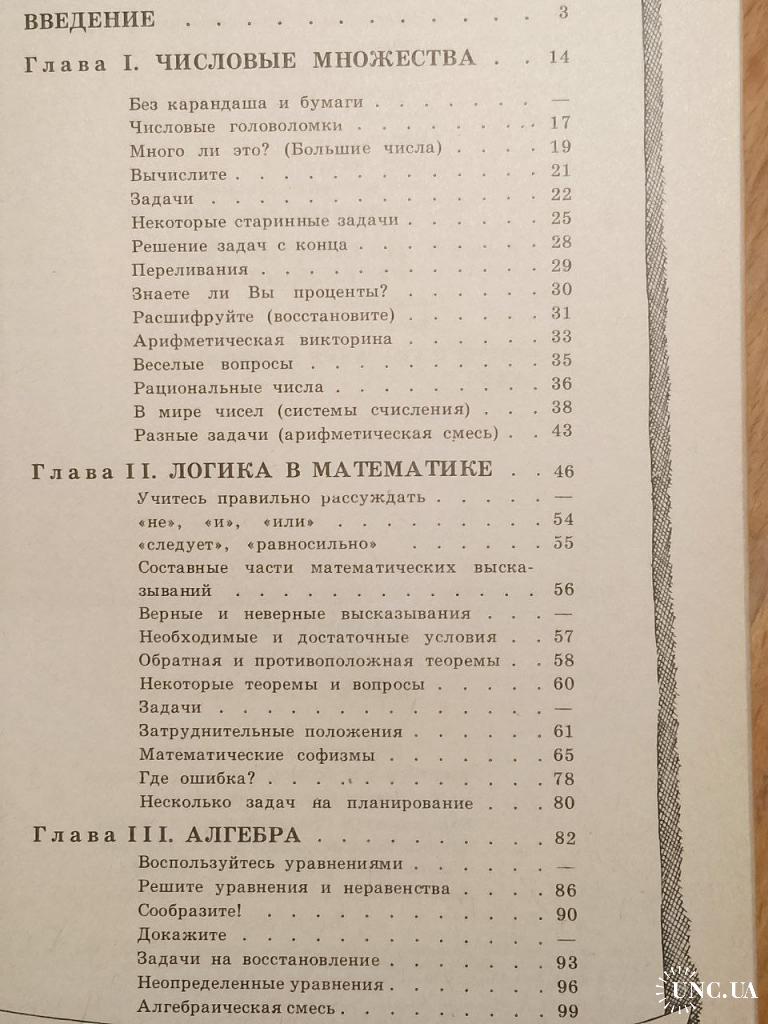 ВВЕДЕНИЕ . . . . . . . . . . . . . 3
Глава I. ЧИСЛОВЫЕ МНОЖЕСТВА . . 14
Без карандаша и бумаги . . . . . . . —
Числовые головоломки . . . . . . . . . 17
Много ли это? (Большие числа) . . . . 19
Вычислите . . . . . . . . . . . . . 21
Задачи . . . . . . . . . . . . . . 22
Некоторые старинные задачи . . . . . . 25
Решение задач с конца . . . . . . . . 28
Переливания . . . . . . . . . . . . 29
Знаете ли Вы проценты? . . . . . . 30
Расшифруйте (восстановите) . . . . . . 31
Арифметическая викторина . . . . . . 33
Веселые вопросы . . . . . . . . . . 35
Рациональные числа . . . . . . . . . 36
В мире чисел (системы счисления) . . . 38
Разные задачи (арифметическая смесь) . . 43
Глава II. ЛОГИКА В МАТЕМАТИКЕ . . 46
Учитесь правильно рассуждать . . . . . —
«не», «и», «или» . . . . . . . . . 54
«следует», «равносильно» . . . . . . 55
Составные части математических выска-
зываний . . . . . . . . . . . . . 56
Верные и неверные высказывания . . . —
Необходимые и достаточные условия . . 57
Обратная и противоположная теоремы . . 58
Некоторые теоремы и вопросы . . . . . 60
Задачи . . . . . . . . . . . . . . —
Затруднительные положения . . . . . . 61
Математические софизмы . . . . . . . 65
Где ошибка? . . . . . . . . . . . . 78
Несколько задач на планирование . . . 80
Глава III. АЛГЕБРА . . . . . . . . . . 82
Воспользуйтесь уравнениями . . . . . . —
Решите уравнения и неравенства . . . . 86
Сообразите! . . . . . . . . . . . . 90
Докажите . . . . . . . . . . . . . —
Задачи на восстановление . . . . . . . 93
Неопределенные уравнения . . . . . . . 96
Алгебраическая смесь . . . . . . . . . 99
UNC.UA